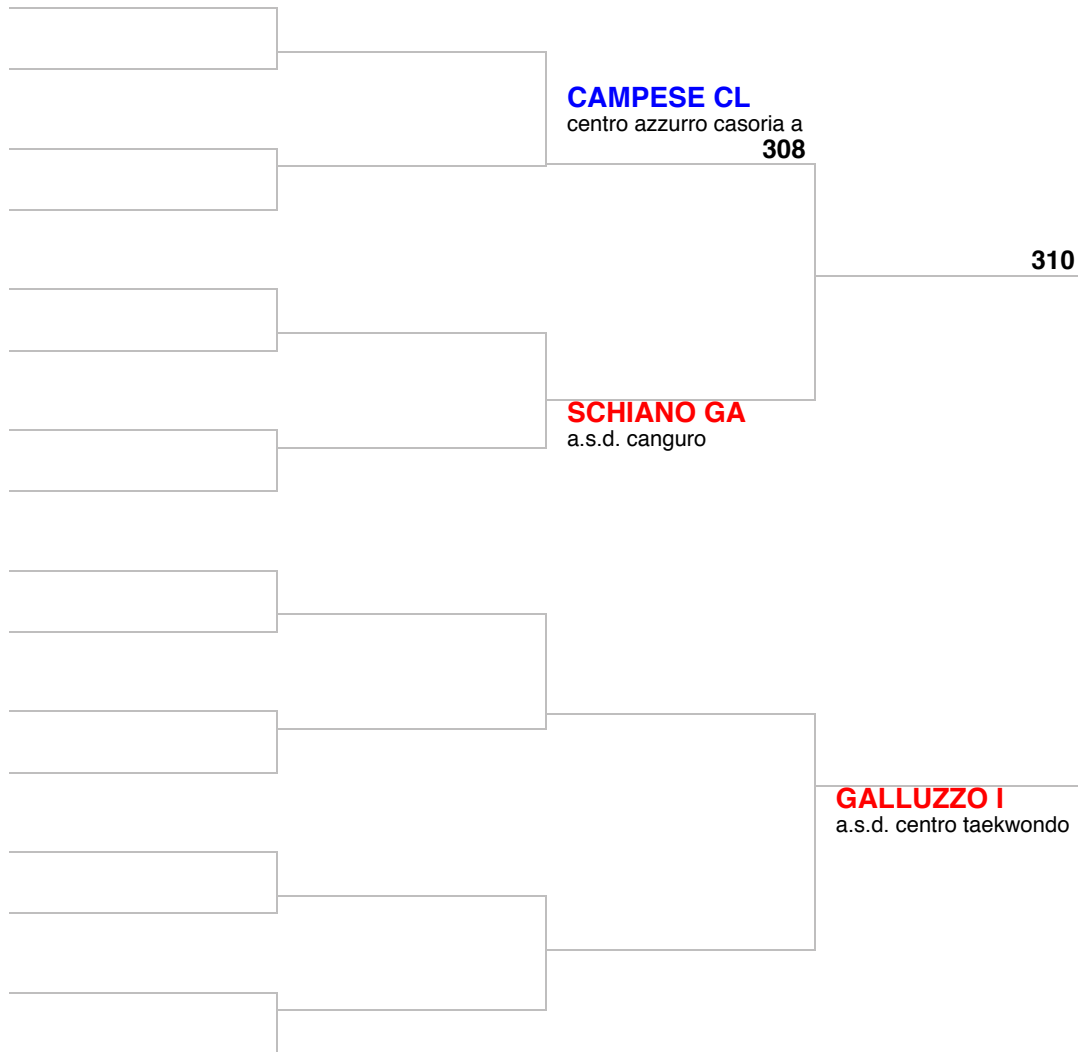 CAMPESE CL
centro azzurro casoria a
308
310
SCHIANO GA
a.s.d. canguro
GALLUZZO I
a.s.d. centro taekwondo